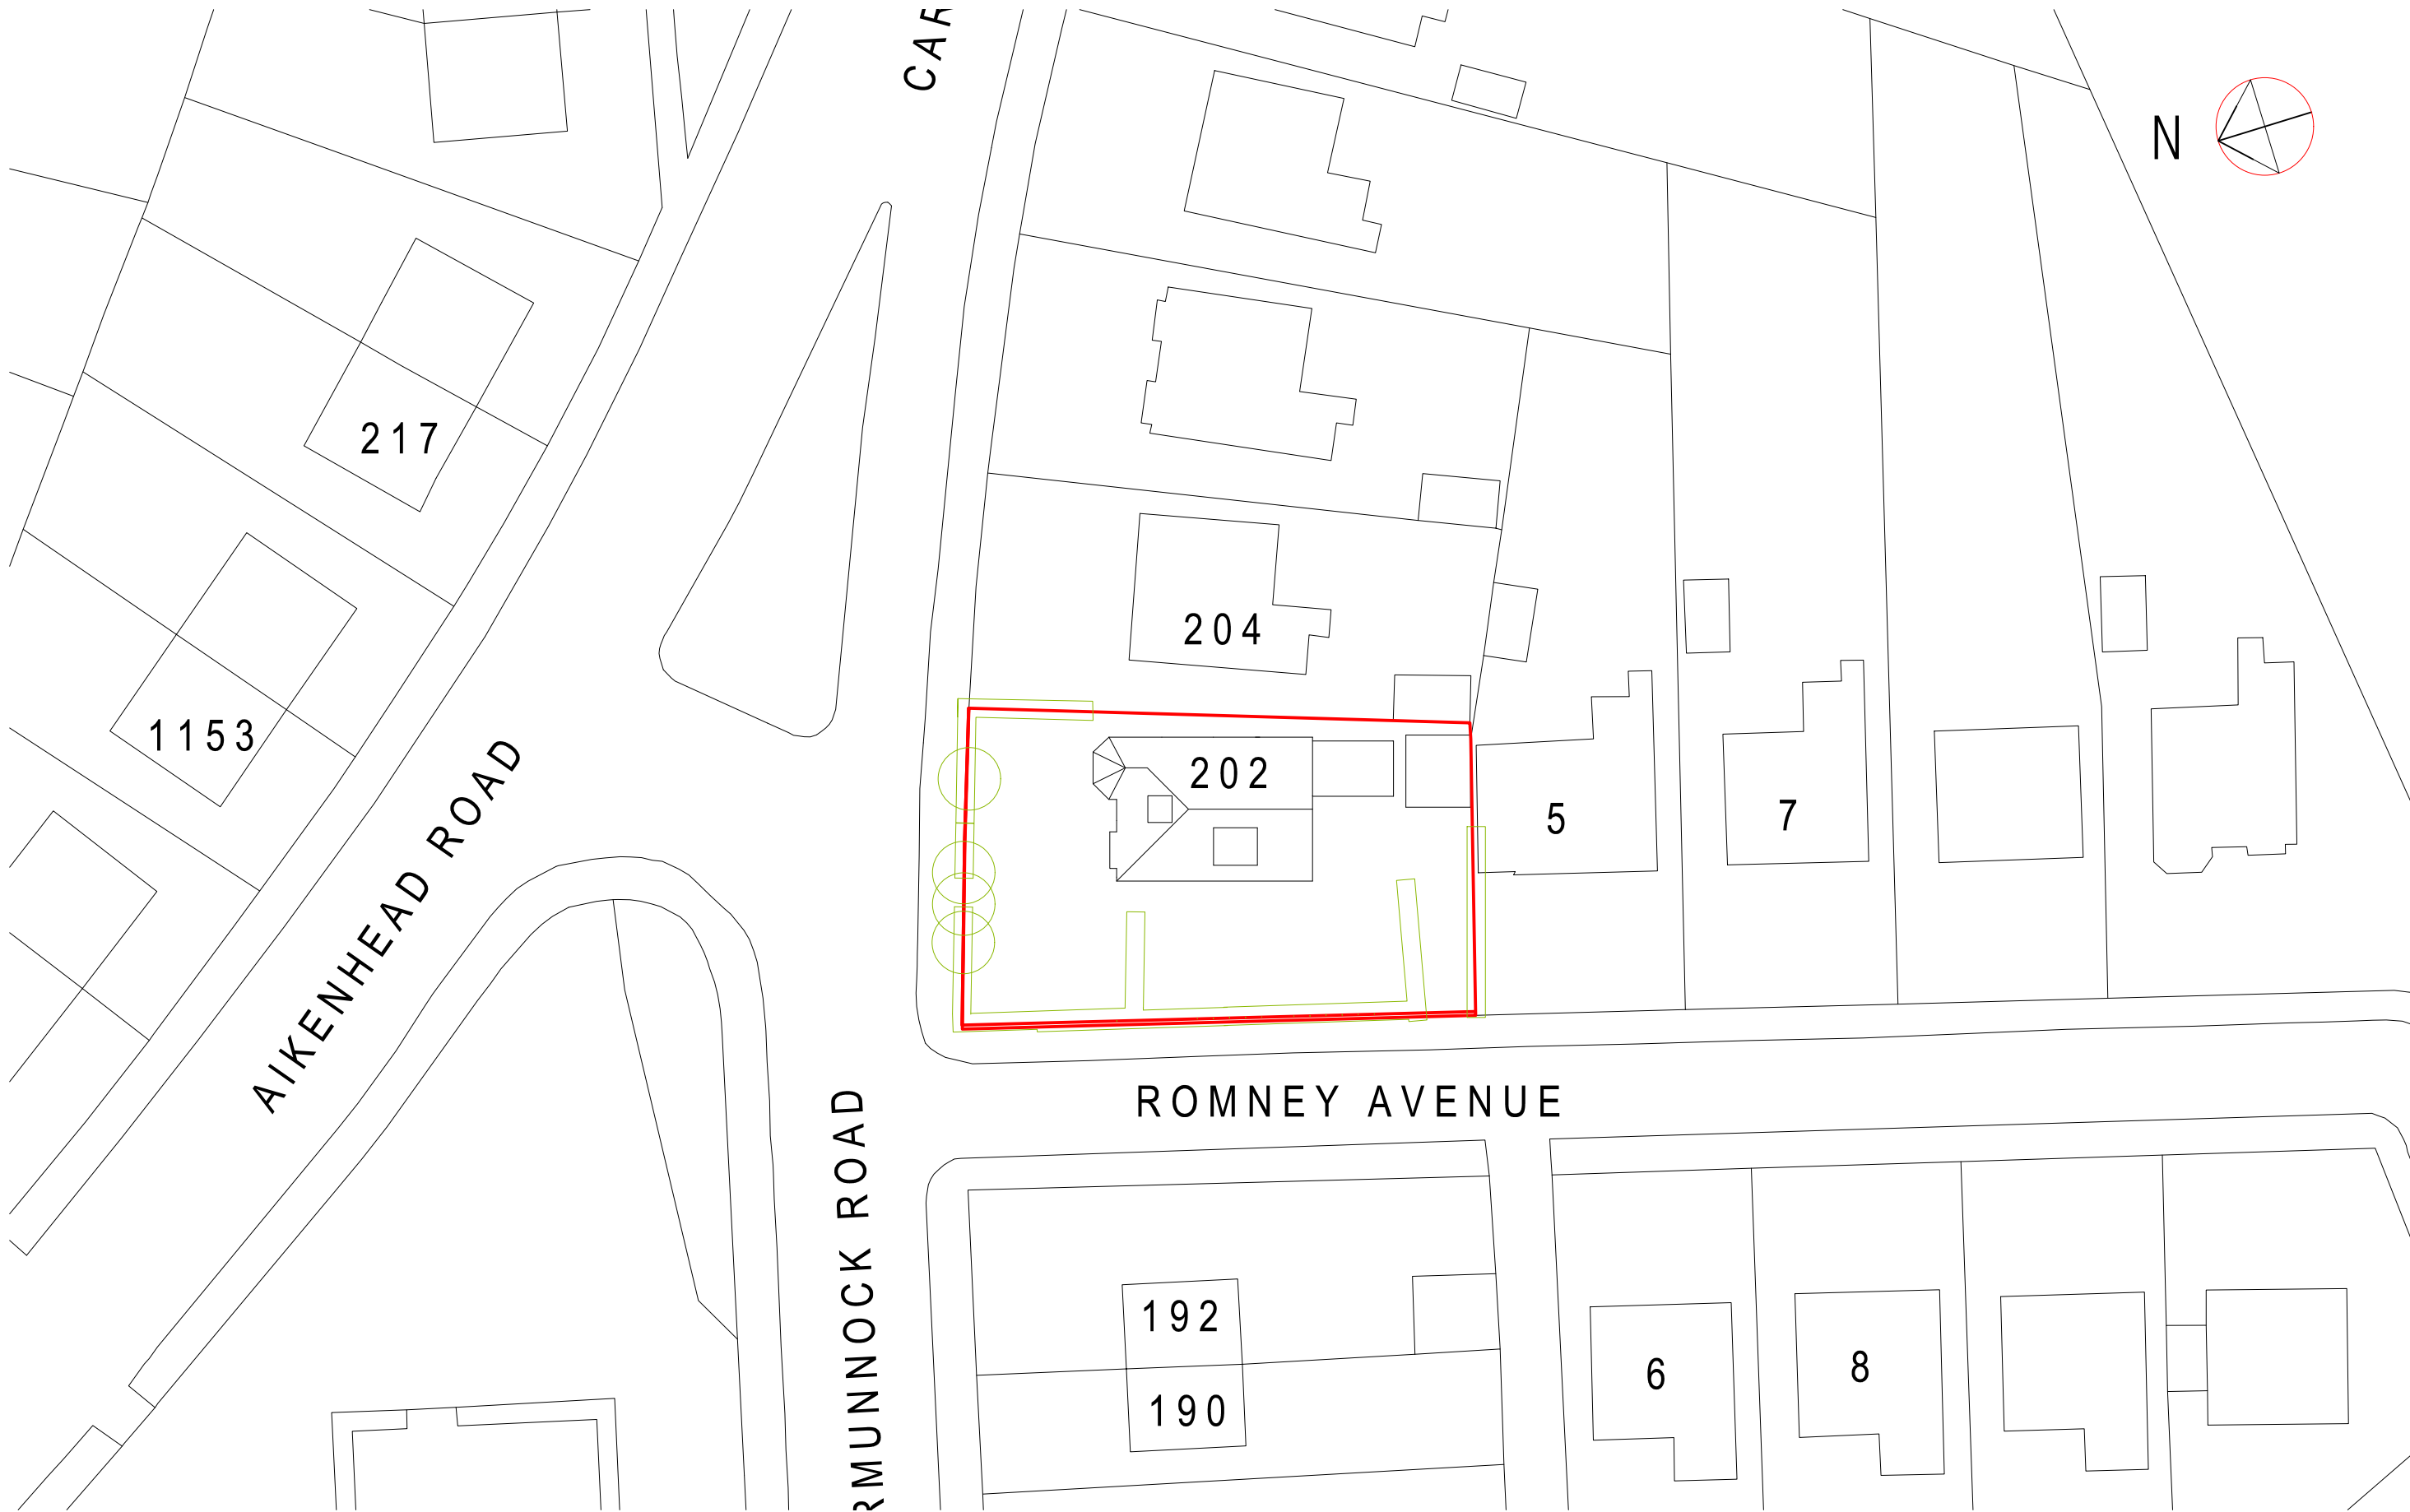 CAR
N
217
204
1153
202
5
7
AIKENHEAD ROAD
ROMNEY AVENUE
RMUNNOCK ROAD
192
190
6
8